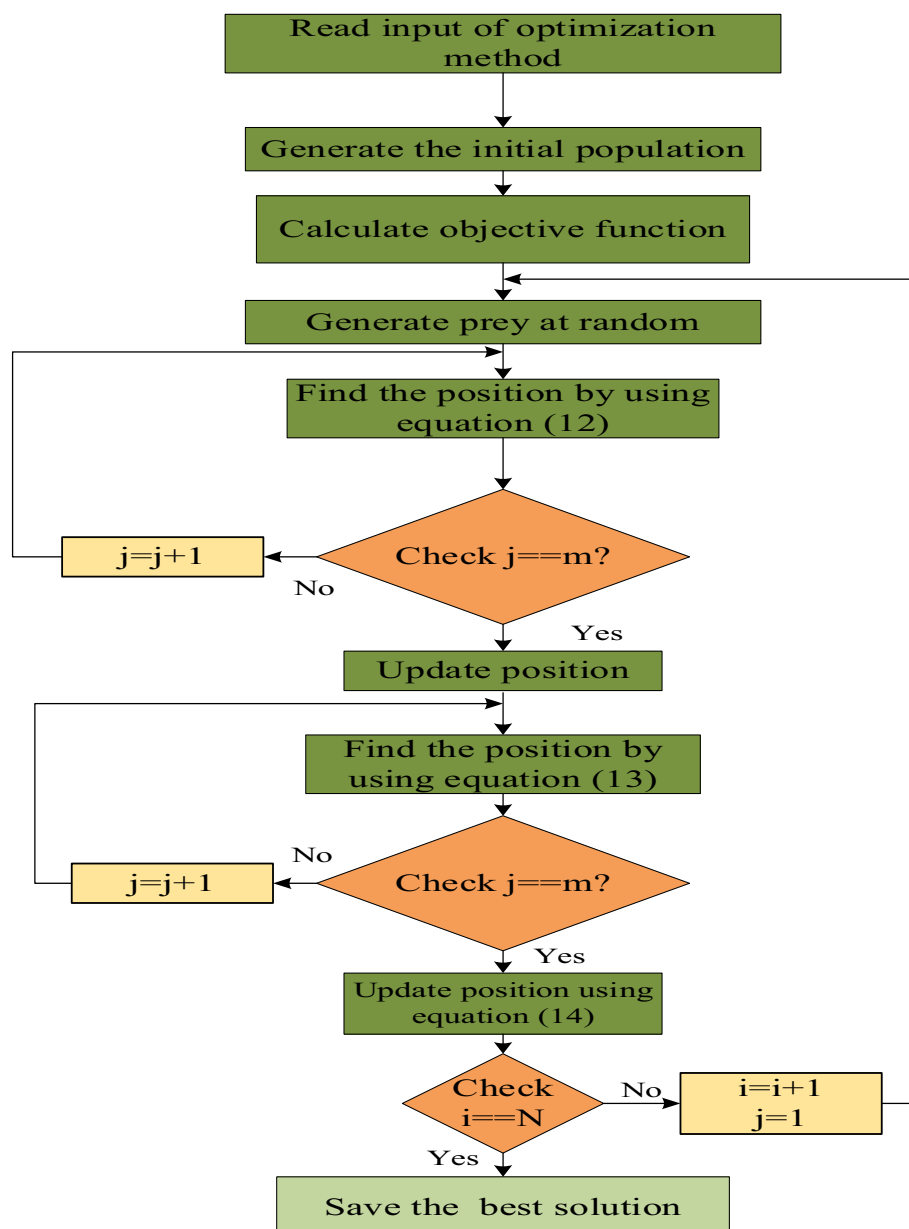 Read input of optimization
method
Generate the initial population
Calculate objective function
Generate prey at random
Find the position by using
equation (12)
Check j==m?
j=j+1
No
Yes
Update position
Find the position by
using equation (13)
No
j=j+1
Check j==m?
Yes
Update position using
equation (14)
Check
i==N
No
i=i+1
j=1
Yes
Save the best solution